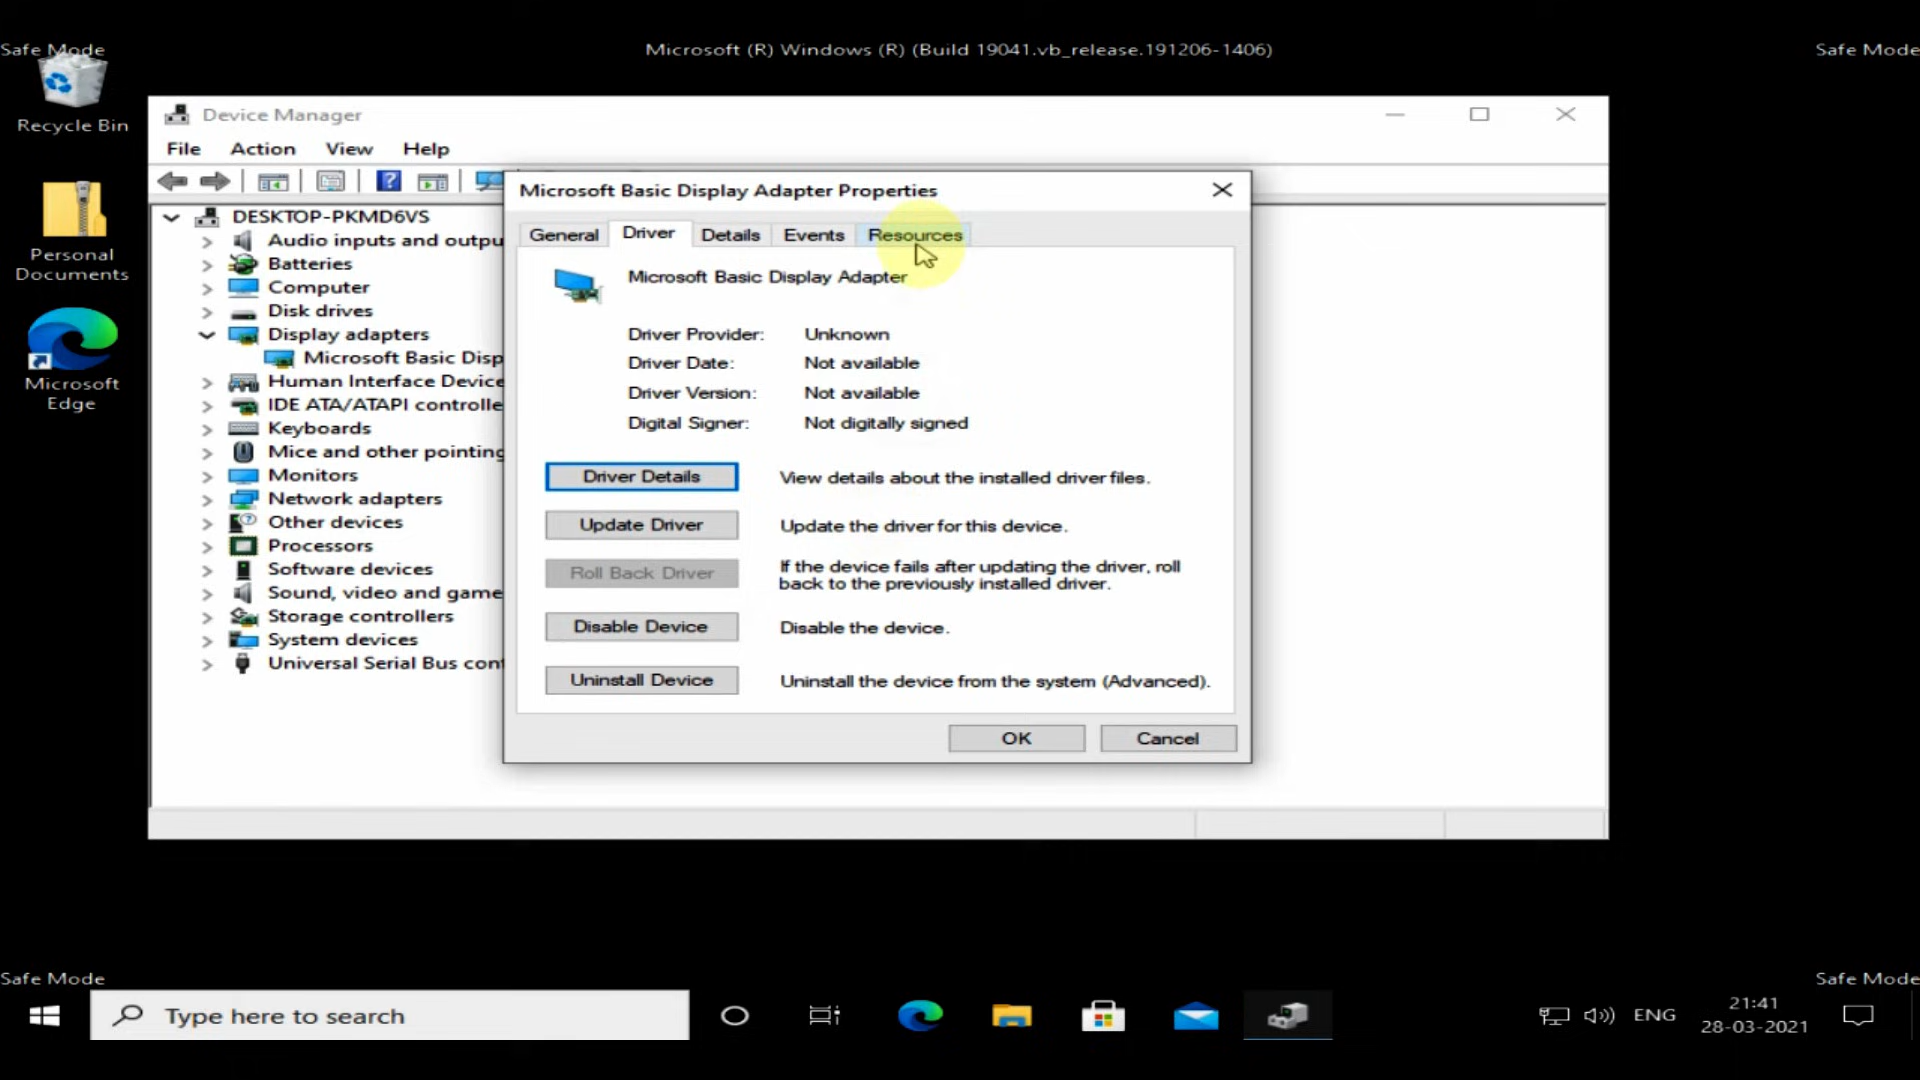 Safe Mode
Microsoft (R) Windows (R) (Build 19041.vb_release.191206-1406)
Safe Mode
Recycle Bin
Personal
Documents
Microsoft
Edge
Device Manager
File Action View Help
DESKTOP-PKMD6VS
Audio inputs and outpu
Batteries
Computer
Disk drives
Display adapters
Microsoft Basic Disp
Human Interface Device
IDE ATA/ATAPI controlle
Keyboards
Mice and other pointing
Monitors
Network adapters
Other devices
Processors
Software devices
Sound, video and game
Storage controllers
System devices
Universal Serial Bus cont
Microsoft Basic Display Adapter Properties
General Driver Details Events Resources
Microsoft Basic Display Adapter
Driver Provider: Unknown
Driver Date: Not available
Driver Version: Not available
Digital Signer: Not digitally signed
Driver Details View details about the installed driver files.
Update Driver Update the driver for this device.
Roll Back Driver If the device fails after updating the driver, roll
back to the previously installed driver.
Disable Device Disable the device.
Uninstall Device Uninstall the device from the system (Advanced).
OK Cancel
Safe Mode
Safe Mode
Type here to search
ENG
21:41
28-03-2021